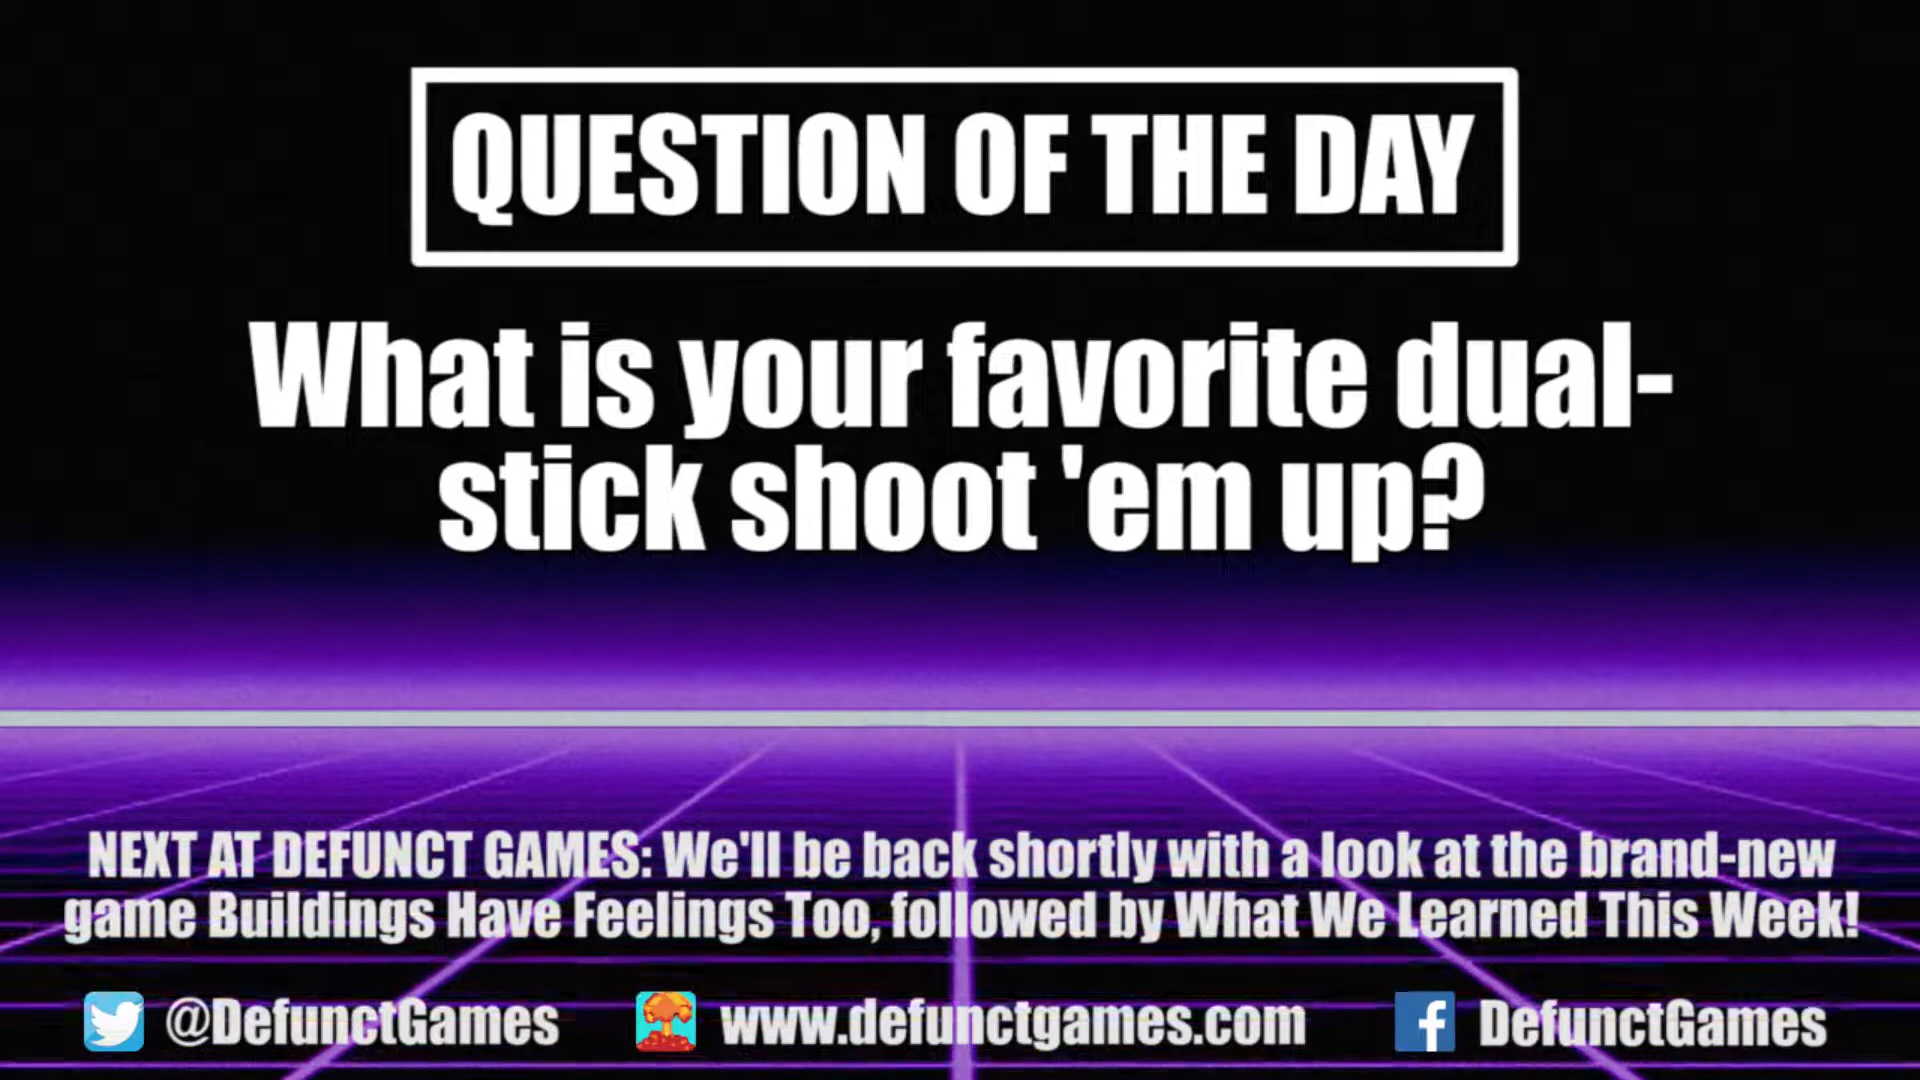 QUESTION OF THE DAY
What is your favorite dual-
stick shoot 'em up?
NEXT AT DEFUNCT GAMES: We'll be back shortly with a look at the brand-new
game Buildings Have Feelings Too, followed by What We Learned This Week!
@DefunctGames www.defunctgames.com DefunctGames